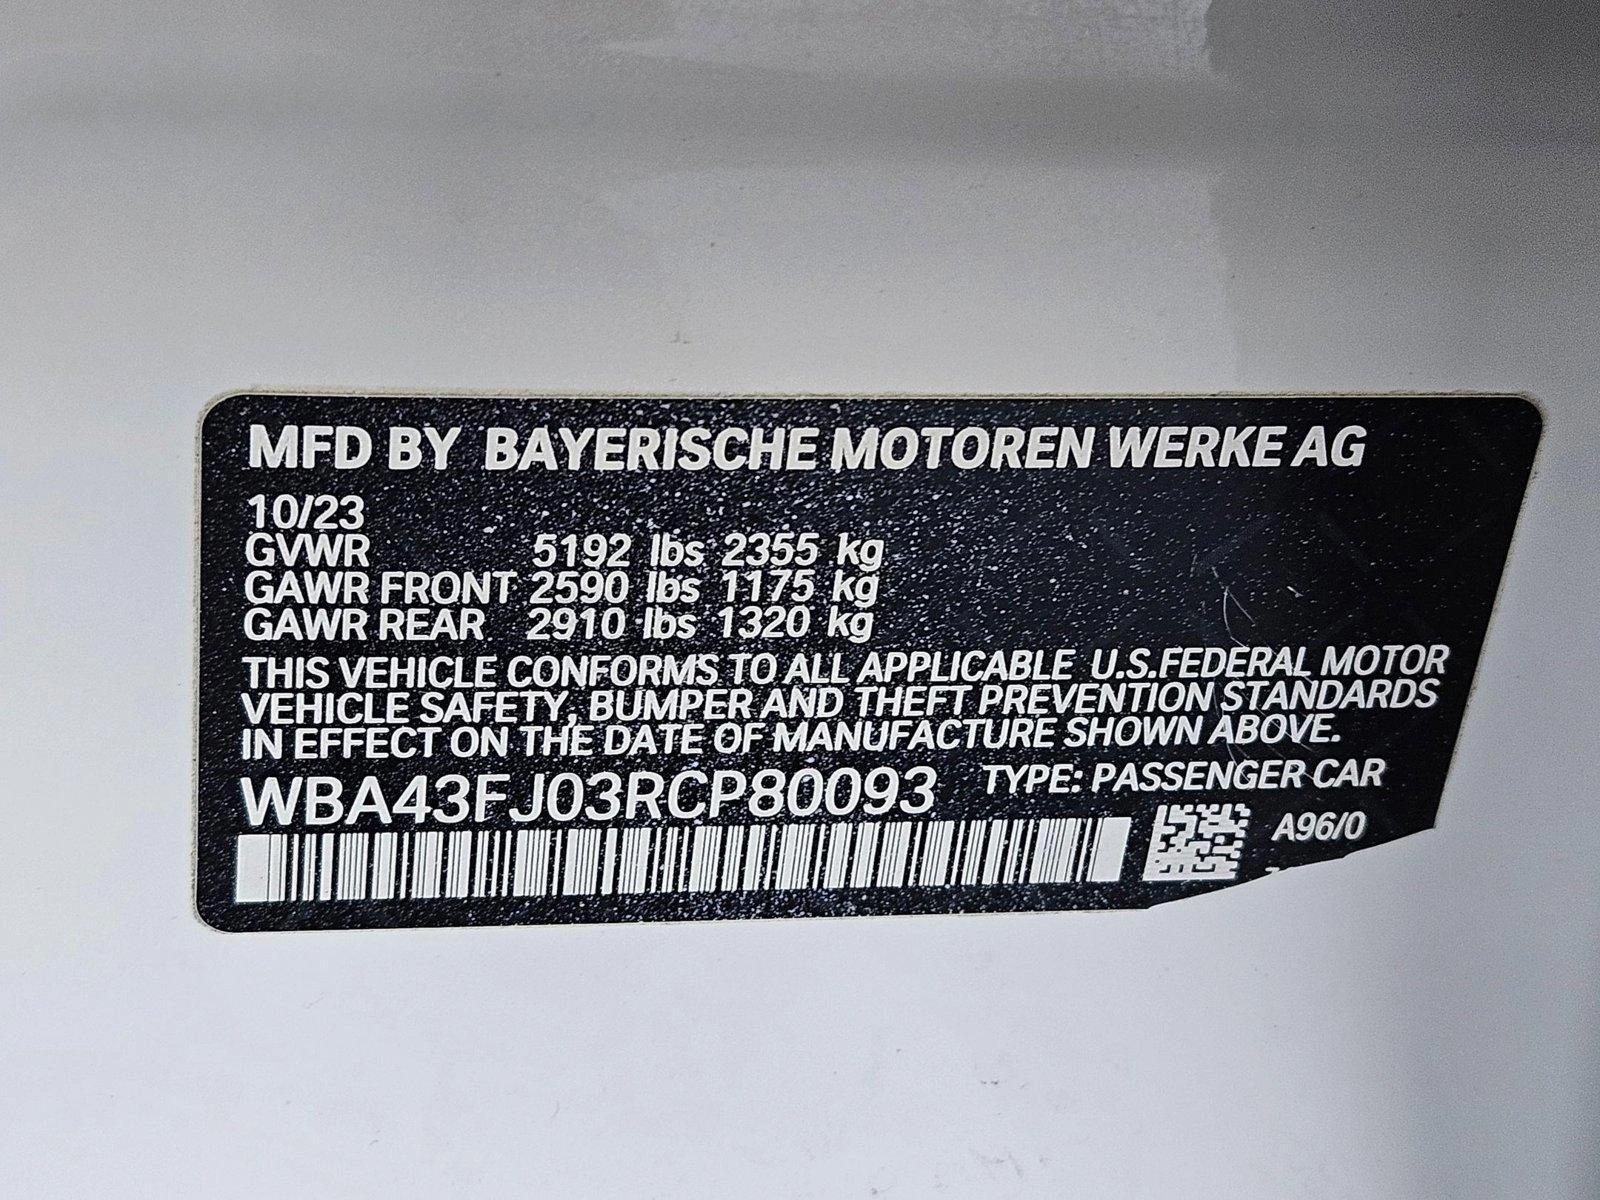 MFD BY BAYERISCHE MOTOREN WERKE AG
10/23
GVWR 5192 lbs 2355 kg
GAWR FRONT 2590 lbs 1175 kg
GAWR REAR 2910 lbs 1320 kg
THIS VEHICLE CONFORMS TO ALL APPLICABLE U.S.FEDERAL MOTOR
VEHICLE SAFETY, BUMPER AND THEFT PREVENTION STANDARDS
IN EFFECT ON THE DATE OF MANUFACTURE SHOWN ABOVE.
WBA43FJ03RCP80093 TYPE: PASSENGER CAR
A96/0